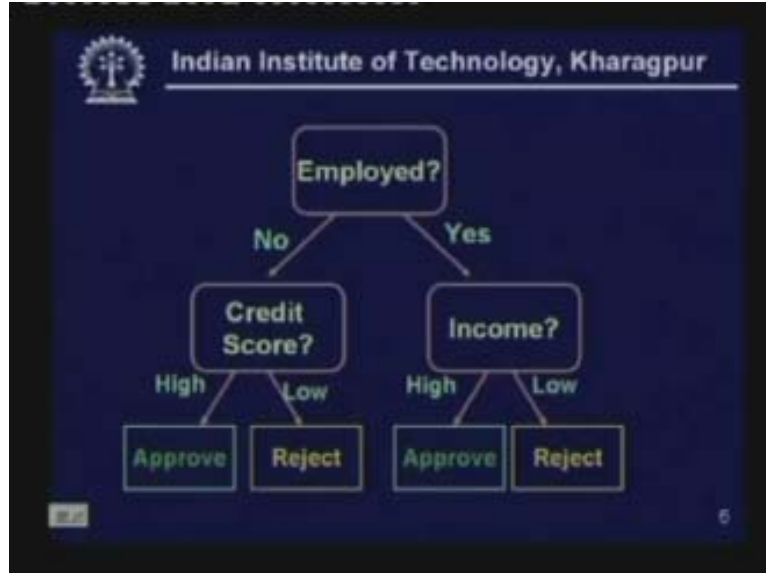 Indian Institute of Technology, Kharagpur
Employed?
No
Yes
Credit
Score?
Income?
High
Low
High
Low
Approve
Reject
Approve
Reject